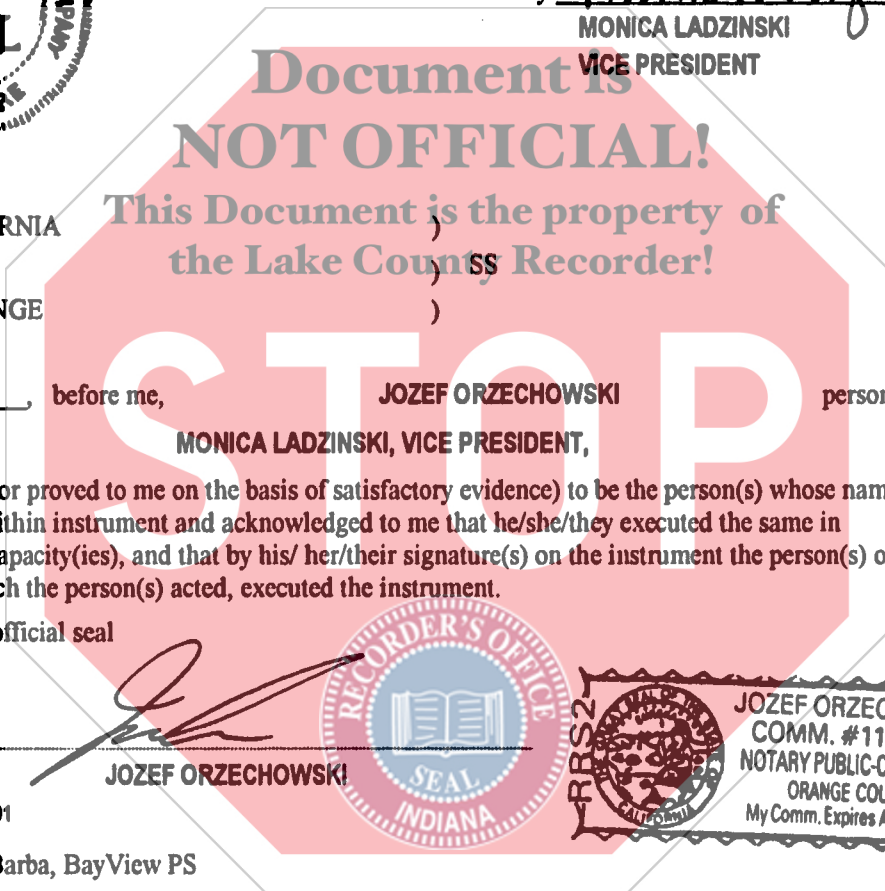 MONICA LADZINSKI
VICE PRESIDENT
Document is
NOT OFFICIAL!
This Document is the property of
the Lake County Recorder!
RNIA )
) SS
NGE )
STOP
, before me, JOZEF ORZECHOWSKI person
MONICA LADZINSKI, VICE PRESIDENT,
or proved to me on the basis of satisfactory evidence) to be the person(s) whose nam
ithin instrument and acknowledged to me that he/she/they executed the same in
apacity(ies), and that by his/ her/their signature(s) on the instrument the person(s) o
ch the person(s) acted, executed the instrument.
official seal
RECORDER'S OFFICE
SEAL
INDIANA
JOZEF ORZECHOWSKI
RBS2
CALIFORNIA
JOZEF ORZEC
COMM. #11
NOTARY PUBLIC-C
ORANGE COU
My Comm. Expires A
Barba, BayView PS